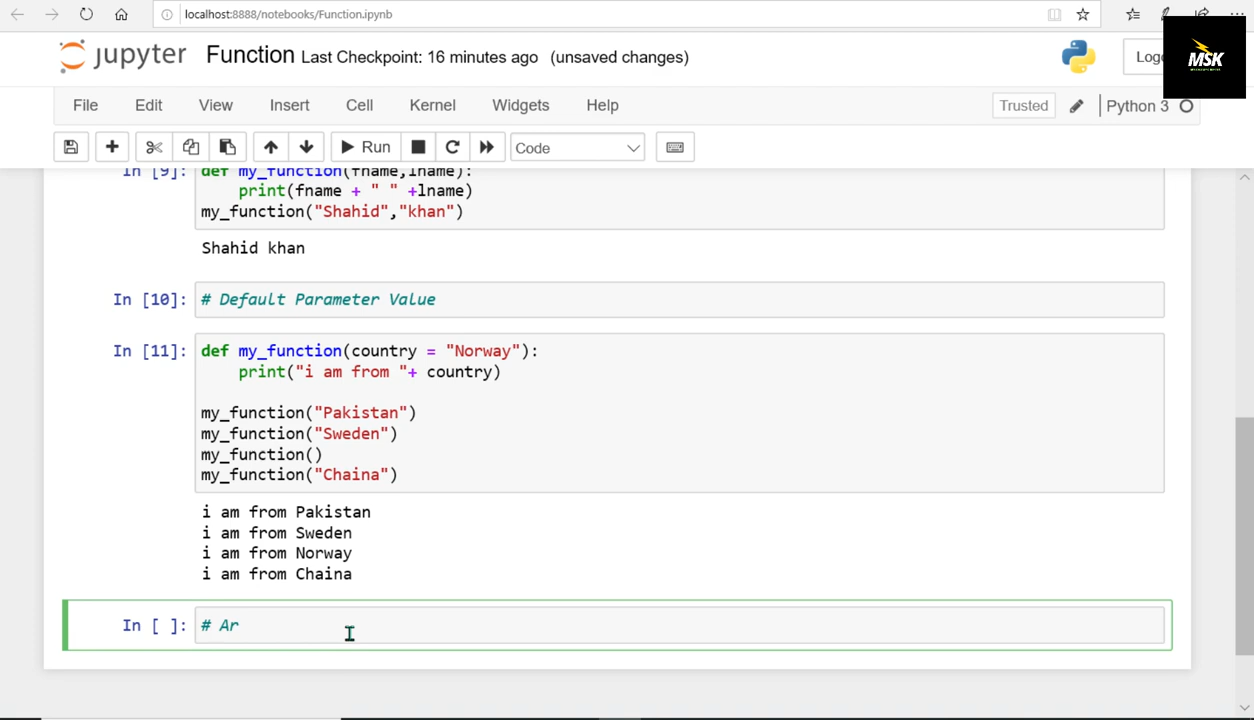 localhost:8888/notebooks/Function.ipynb
jupyter Function Last Checkpoint: 16 minutes ago (unsaved changes)
MSK
File Edit View Insert Cell Kernel Widgets Help Trusted Python 3
Run Code
In [9]: def my_function(fname,lname):
print(fname + " " +lname)
my_function("Shahid","khan")
Shahid khan
In [10]: # Default Parameter Value
In [11]: def my_function(country = "Norway"):
print("i am from "+ country)
my_function("Pakistan")
my_function("Sweden")
my_function()
my_function("Chaina")
i am from Pakistan
i am from Sweden
i am from Norway
i am from Chaina
In [ ]: # Ar